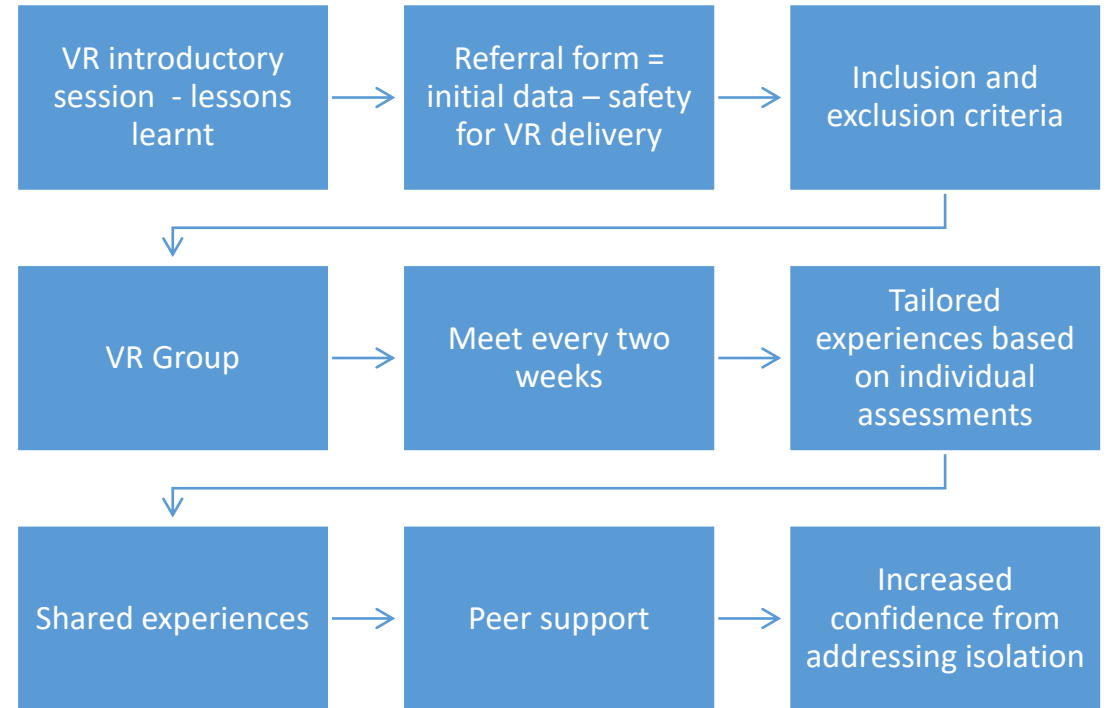 VR introductory
session - lessons
learnt
Referral form =
initial data – safety
for VR delivery
Inclusion and
exclusion criteria
VR Group
Meet every two
weeks
Tailored
experiences based
on individual
assessments
Shared experiences
Peer support
Increased
confidence from
addressing isolation